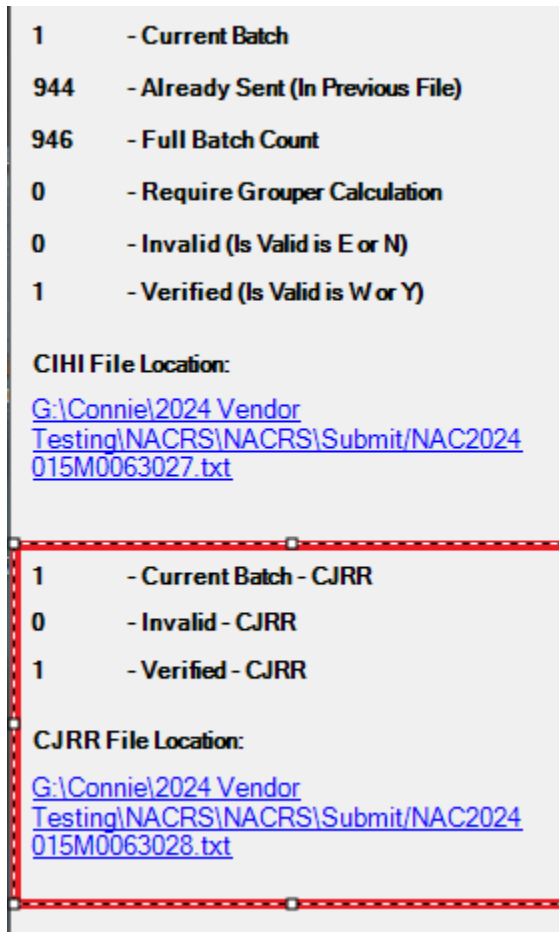 1 - Current Batch
944 - Already Sent (In Previous File)
946 - Full Batch Count
0 - Require Grouper Calculation
0 - Invalid (Is Valid is E or N)
1 - Verified (Is Valid is W or Y)
CIHI File Location:
G:\Connie\2024 Vendor
Testing\NACRS\NACRS\Submit/NAC2024
015M0063027.txt
1 - Current Batch - CJRR
0 - Invalid - CJRR
1 - Verified - CJRR
CJRR File Location:
G:\Connie\2024 Vendor
Testing\NACRS\NACRS\Submit/NAC2024
015M0063028.txt